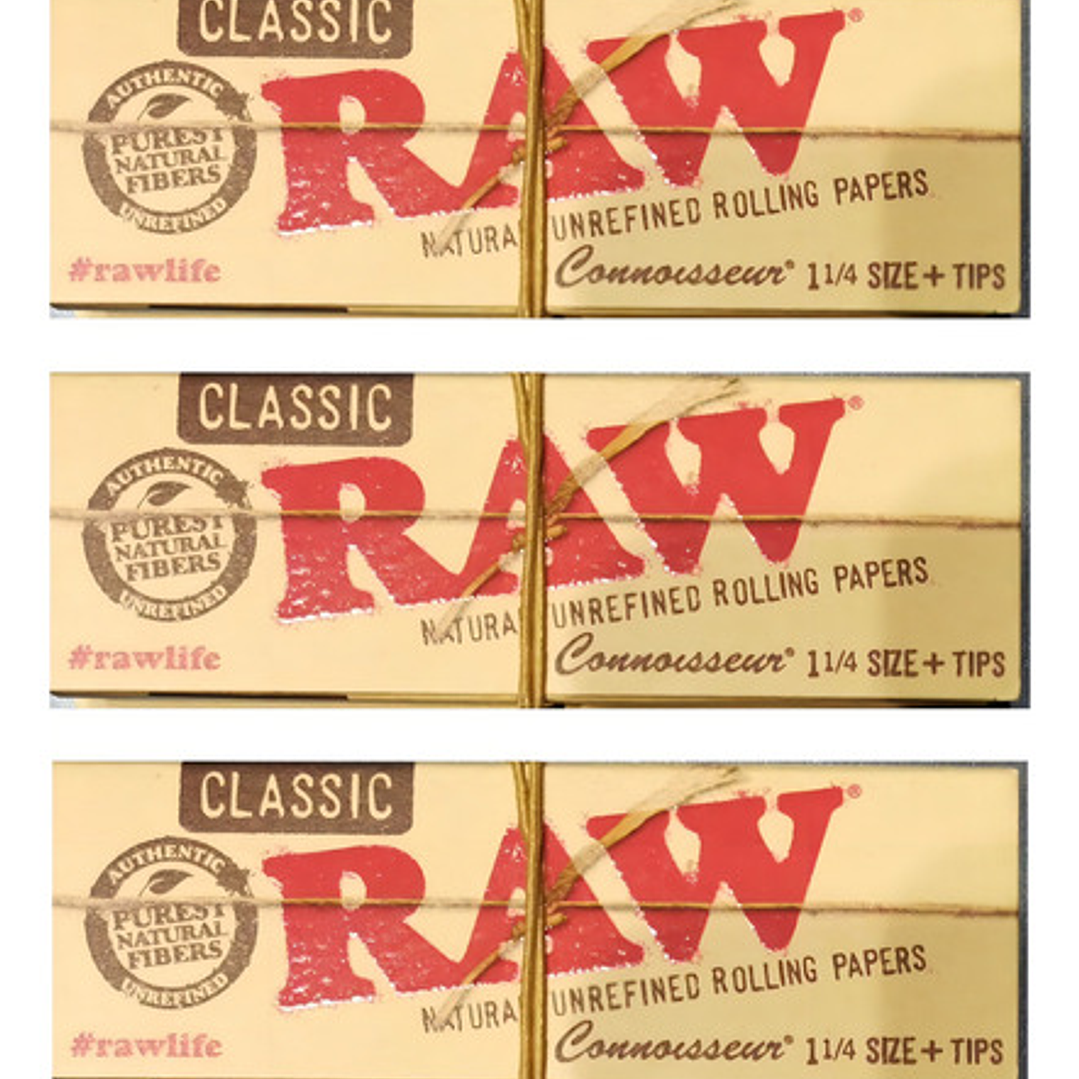 CLASSIC
RAW®
AUTHENTIC
PUREST
NATURAL
FIBERS
UNREFINED
NATURA UNREFINED ROLLING PAPERS
#rawlife
Connoisseur® 1 1/4 SIZE + TIPS
CLASSIC
RAW®
AUTHENTIC
PUREST
NATURAL
FIBERS
UNREFINED
NATURA UNREFINED ROLLING PAPERS
#rawlife
Connoisseur® 1 1/4 SIZE + TIPS
CLASSIC
RAW®
AUTHENTIC
PUREST
NATURAL
FIBERS
UNREFINED
NATURA UNREFINED ROLLING PAPERS
#rawlife
Connoisseur® 1 1/4 SIZE + TIPS